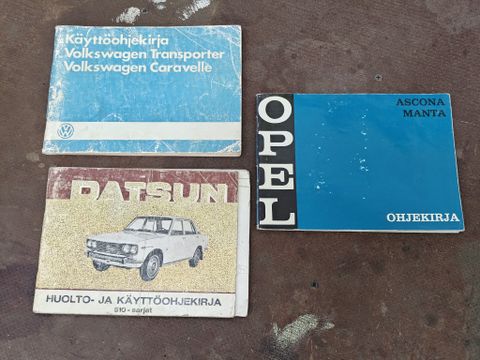 Käyttöohjekirja
Volkswagen Transporter
Volkswagen Caravelle
DATSUN
HUOLTO- JA KÄYTTÖOHJEKIRJA
510-sarjat
OPEL
ASCONA
MANTA
OHJEKIRJA